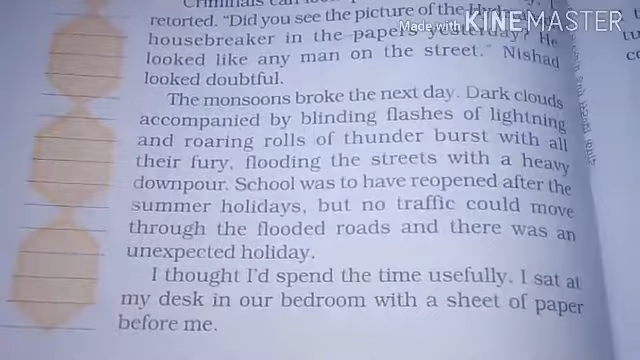 Criminals can
retorted. "Did you see the picture of the
housebreaker in the papers yesterday? He
looked like any man on the street." Nishad
looked doubtful.
The monsoons broke the next day. Dark clouds
accompanied by blinding flashes of lightning
and roaring rolls of thunder burst with all
their fury, flooding the streets with a heavy
downpour. School was to have reopened after the
summer holidays, but no traffic could move
through the flooded roads and there was an
unexpected holiday.
I thought I'd spend the time usefully. I sat at
my desk in our bedroom with a sheet of paper
before me.
Made with KINEMASTER